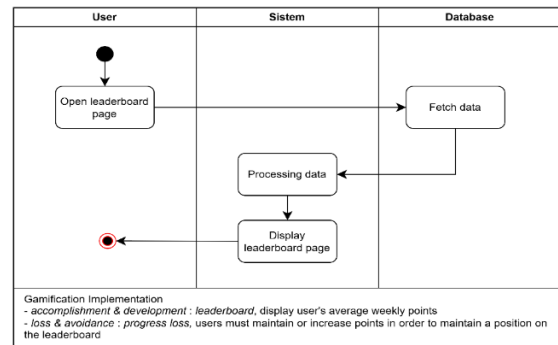 User
Sistem
Database
Open leaderboard
page
Fetch data
Processing data
Display
leaderboard page
Gamification Implementation
- accomplishment & development : leaderboard, display user's average weekly points
- loss & avoidance : progress loss, users must maintain or increase points in order to maintain a position on
the leaderboard